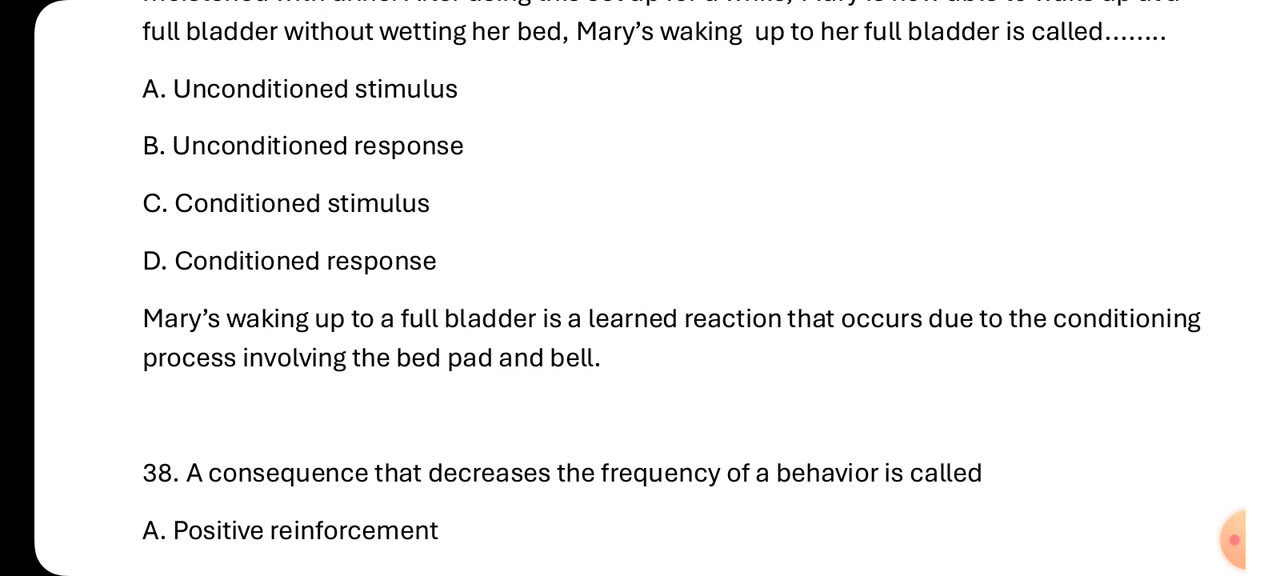 full bladder without wetting her bed, Mary’s waking  up to her full bladder is called........
A. Unconditioned stimulus
B. Unconditioned response
C. Conditioned stimulus
D. Conditioned response
Mary’s waking up to a full bladder is a learned reaction that occurs due to the conditioning
process involving the bed pad and bell.
38. A consequence that decreases the frequency of a behavior is called
A. Positive reinforcement